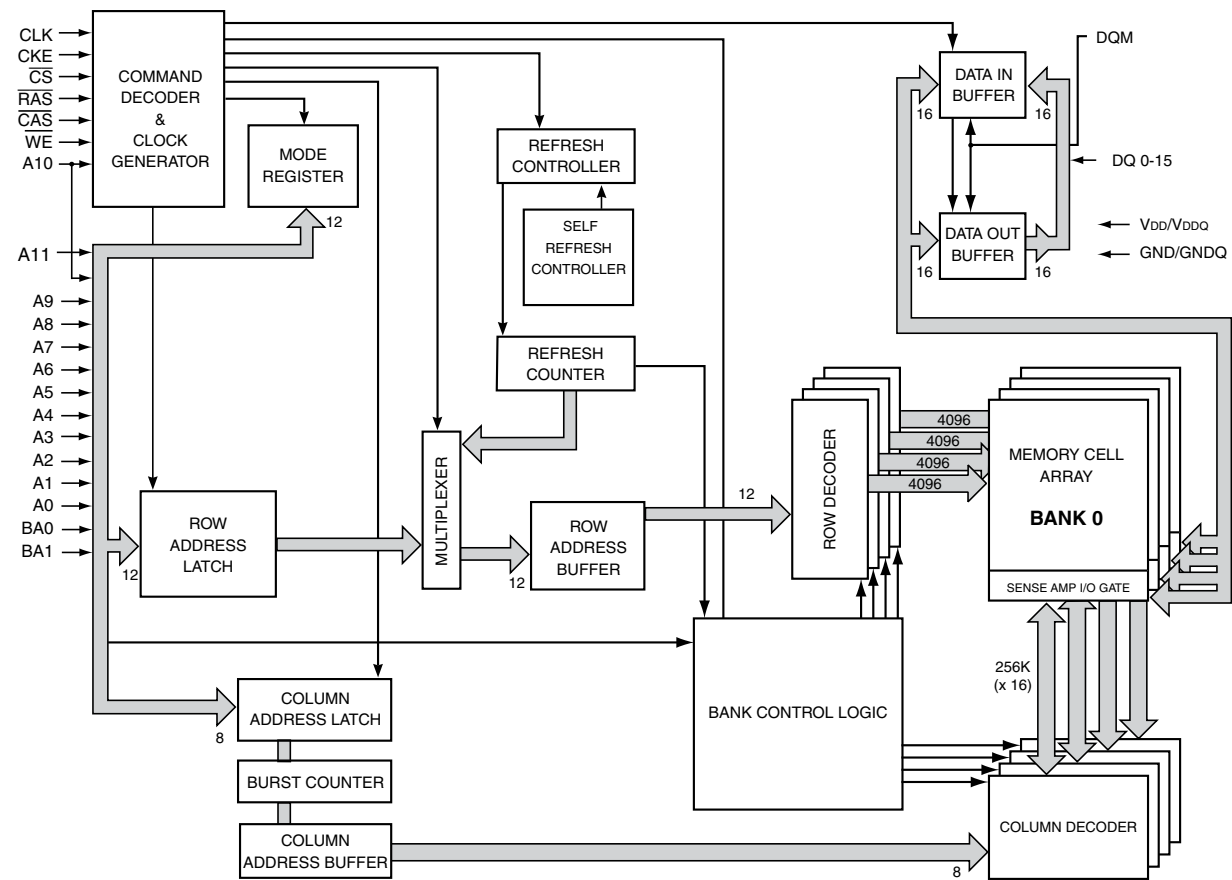 CLK
CKE
CS
RAS
CAS
WE
A10
A11
A9
A8
A7
A6
A5
A4
A3
A2
A1
A0
BA0
BA1
COMMAND
DECODER
&
CLOCK
GENERATOR
MODE
REGISTER
12
REFRESH
CONTROLLER
SELF
REFRESH
CONTROLLER
REFRESH
COUNTER
DATA IN
BUFFER
16
16
DATA OUT
BUFFER
16
16
DQM
DQ 0-15
VDD/VDDQ
GND/GNDQ
12
ROW
ADDRESS
LATCH
MULTIPLEXER
12
ROW
ADDRESS
BUFFER
12
ROW DECODER
4096
4096
4096
4096
MEMORY CELL
ARRAY
BANK 0
SENSE AMP I/O GATE
256K
(x 16)
8
COLUMN
ADDRESS LATCH
BURST COUNTER
COLUMN
ADDRESS BUFFER
BANK CONTROL LOGIC
8
COLUMN DECODER